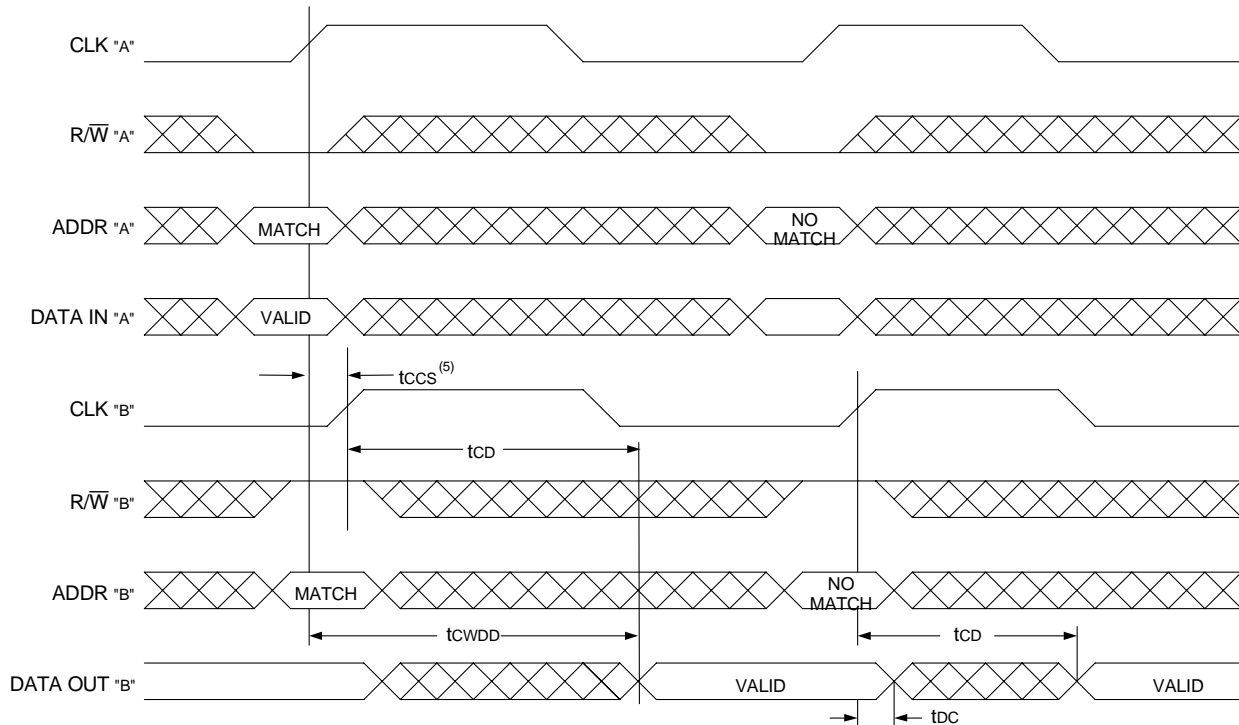 CLK "A"
R/W̅ "A"
ADDR "A"
MATCH
NO
MATCH
DATA IN "A"
VALID
tCCS(5)
CLK "B"
tCD
R/W̅ "B"
ADDR "B"
MATCH
NO
MATCH
tCWDD
tCD
DATA OUT "B"
VALID
VALID
tDC